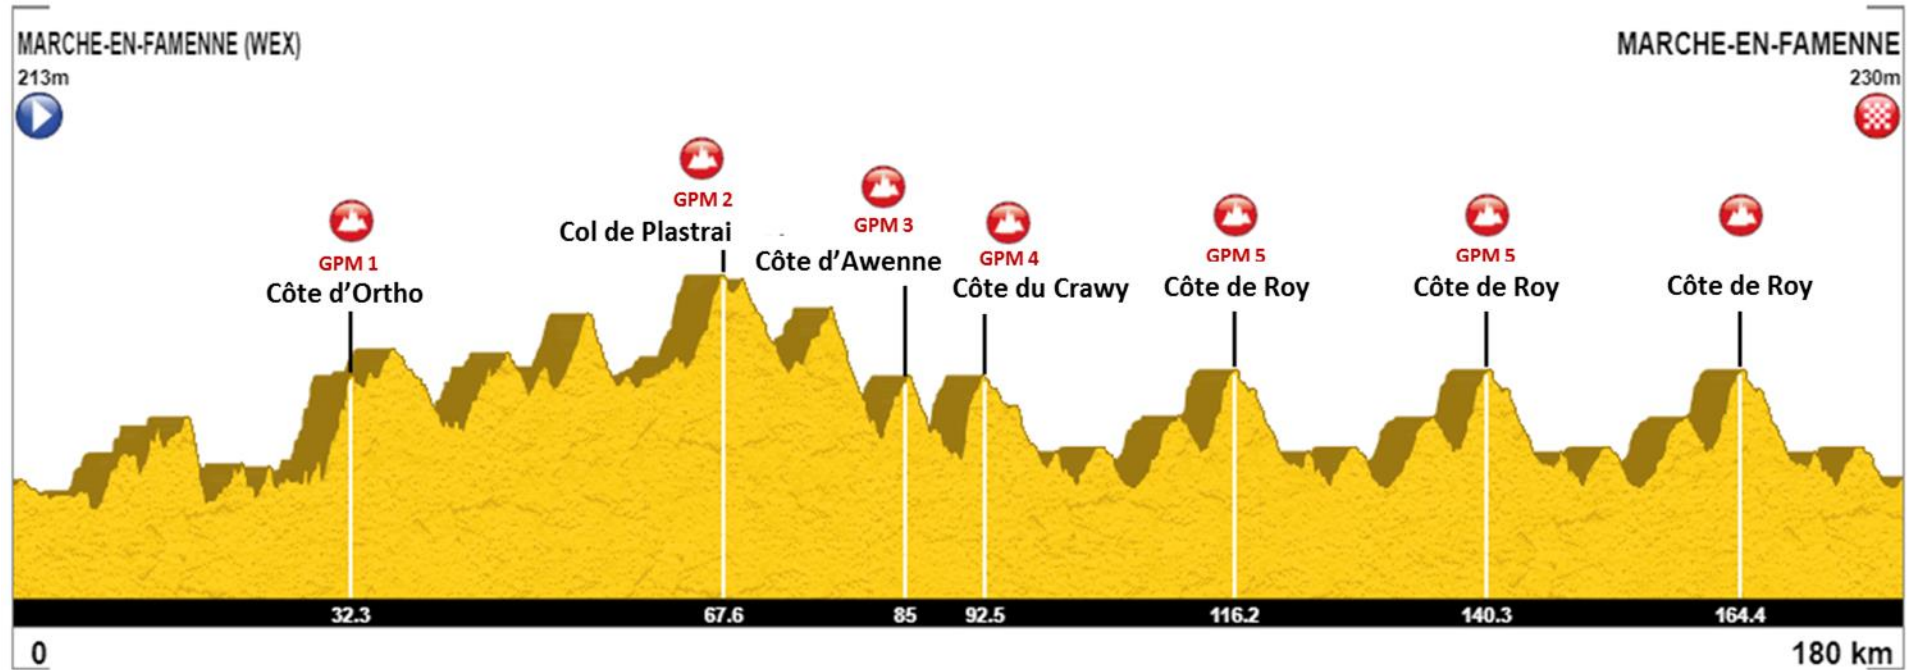 MARCHE-EN-FAMENNE (WEX)
213m
MARCHE-EN-FAMENNE
230m
GPM 1
Côte d’Ortho
GPM 2
Col de Plastrai
GPM 3
Côte d’Awenne
GPM 4
Côte du Crawy
GPM 5
Côte de Roy
GPM 5
Côte de Roy
Côte de Roy
32.3
67.6
85
92.5
116.2
140.3
164.4
0
180 km